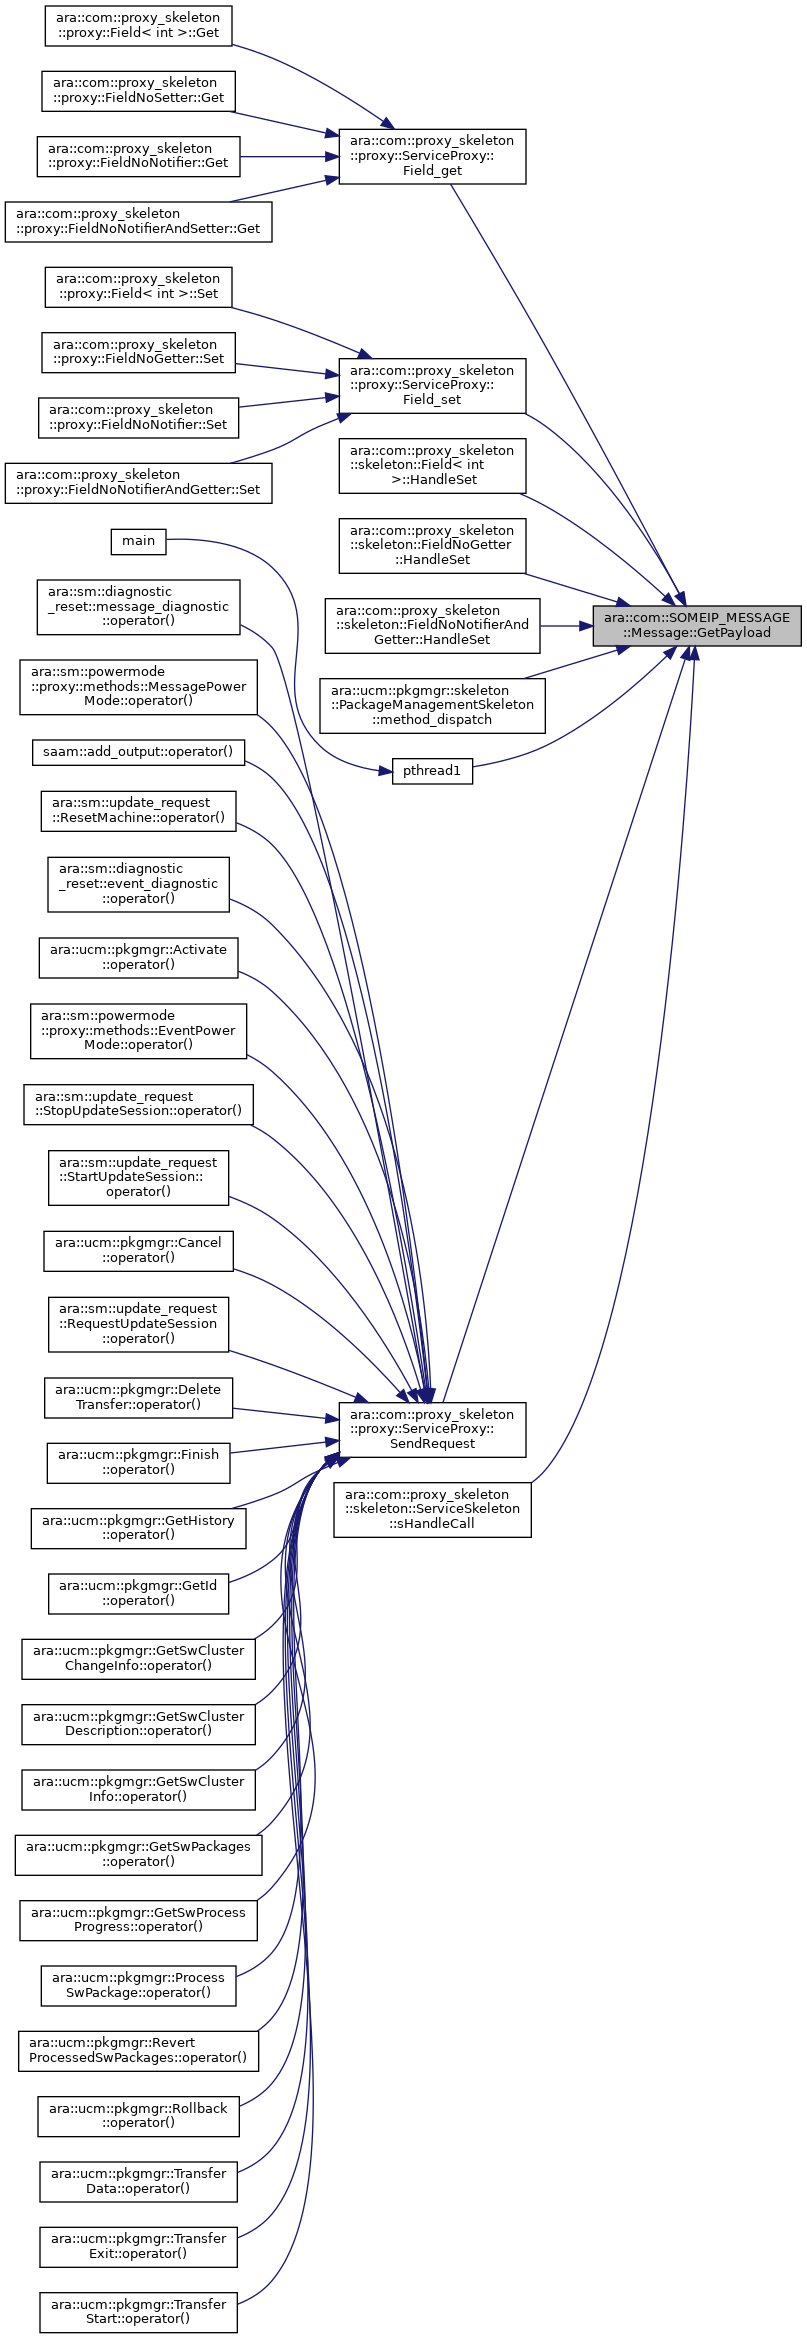 ara::com::proxy_skeleton
::proxy::Field< int >::Get
ara::com::proxy_skeleton
::proxy::FieldNoSetter::Get
ara::com::proxy_skeleton
::proxy::FieldNoNotifier::Get
ara::com::proxy_skeleton
::proxy::FieldNoNotifierAndSetter::Get
ara::com::proxy_skeleton
::proxy::ServiceProxy::
Field_get
ara::com::proxy_skeleton
::proxy::Field< int >::Set
ara::com::proxy_skeleton
::proxy::FieldNoGetter::Set
ara::com::proxy_skeleton
::proxy::FieldNoNotifier::Set
ara::com::proxy_skeleton
::proxy::FieldNoNotifierAndGetter::Set
ara::com::proxy_skeleton
::proxy::ServiceProxy::
Field_set
ara::com::proxy_skeleton
::skeleton::Field< int
>::HandleSet
ara::com::proxy_skeleton
::skeleton::FieldNoGetter
::HandleSet
ara::com::proxy_skeleton
::skeleton::FieldNoNotifierAnd
Getter::HandleSet
ara::ucm::pkgmgr::skeleton
::PackageManagementSkeleton
::method_dispatch
pthread1
ara::com::SOMEIP_MESSAGE
::Message::GetPayload
main
ara::sm::diagnostic
_reset::message_diagnostic
::operator()
ara::sm::powermode
::proxy::methods::MessagePower
Mode::operator()
saam::add_output::operator()
ara::sm::update_request
::ResetMachine::operator()
ara::sm::diagnostic
_reset::event_diagnostic
::operator()
ara::ucm::pkgmgr::Activate
::operator()
ara::sm::powermode
::proxy::methods::EventPower
Mode::operator()
ara::sm::update_request
::StopUpdateSession::operator()
ara::sm::update_request
::StartUpdateSession::
operator()
ara::ucm::pkgmgr::Cancel
::operator()
ara::sm::update_request
::RequestUpdateSession
::operator()
ara::ucm::pkgmgr::Delete
Transfer::operator()
ara::ucm::pkgmgr::Finish
::operator()
ara::com::proxy_skeleton
::proxy::ServiceProxy::
SendRequest
ara::com::proxy_skeleton
::skeleton::ServiceSkeleton
::sHandleCall
ara::ucm::pkgmgr::GetHistory
::operator()
ara::ucm::pkgmgr::GetId
::operator()
ara::ucm::pkgmgr::GetSwCluster
ChangeInfo::operator()
ara::ucm::pkgmgr::GetSwCluster
Description::operator()
ara::ucm::pkgmgr::GetSwCluster
Info::operator()
ara::ucm::pkgmgr::GetSwPackages
::operator()
ara::ucm::pkgmgr::GetSwProcess
Progress::operator()
ara::ucm::pkgmgr::Process
SwPackage::operator()
ara::ucm::pkgmgr::Revert
ProcessedSwPackages::operator()
ara::ucm::pkgmgr::Rollback
::operator()
ara::ucm::pkgmgr::Transfer
Data::operator()
ara::ucm::pkgmgr::Transfer
Exit::operator()
ara::ucm::pkgmgr::Transfer
Start::operator()